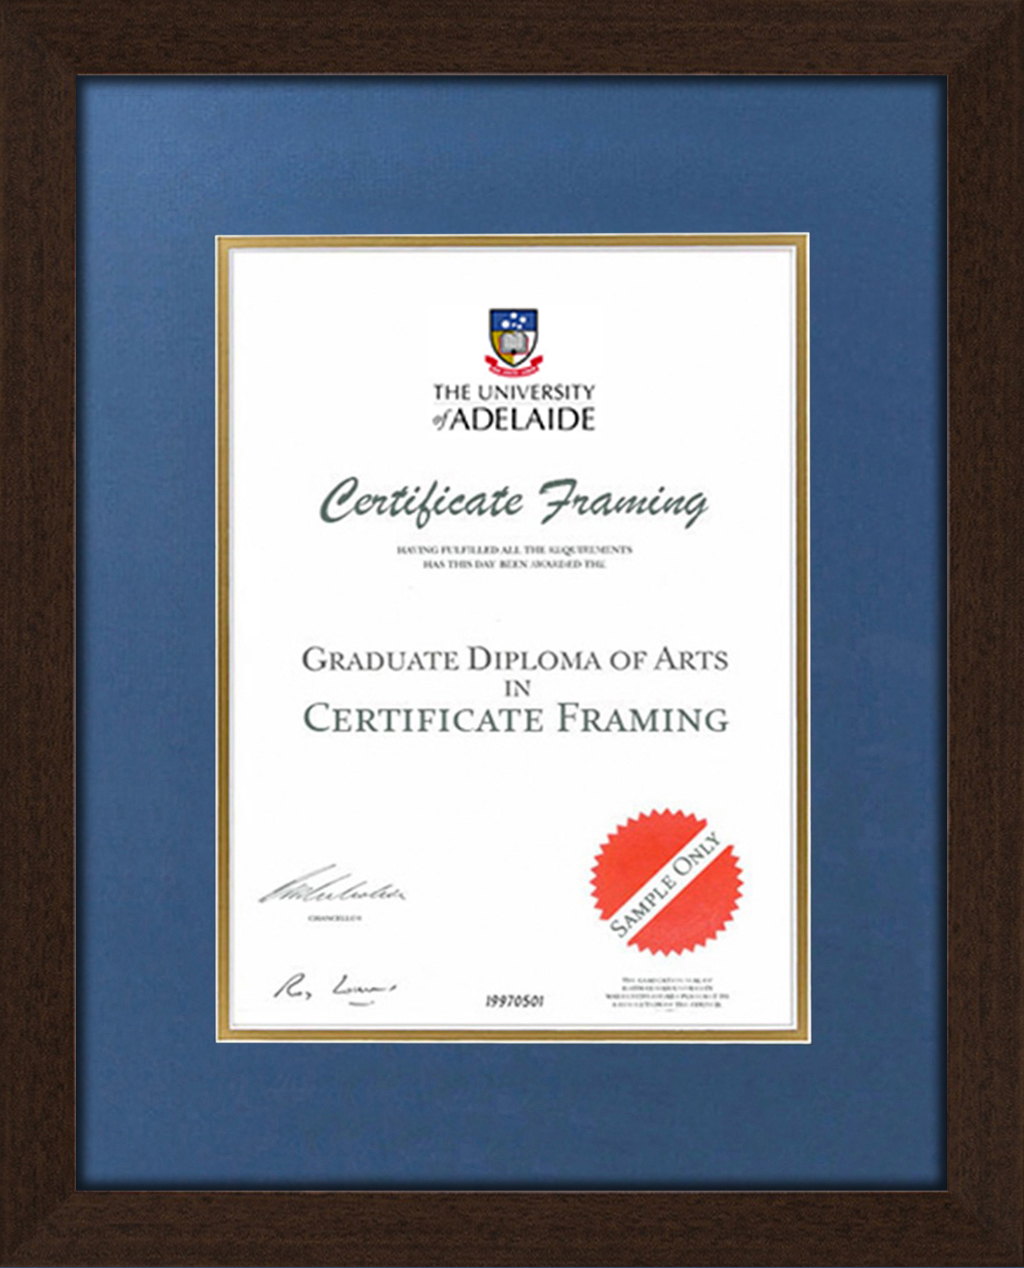 THE UNIVERSITY
of ADELAIDE
Certificate Framing
HAVING FULFILLED ALL THE REQUIREMENTS
HAS THIS DAY BEEN AWARDED THE
GRADUATE DIPLOMA OF ARTS
IN
CERTIFICATE FRAMING
SAMPLE ONLY
CHANCELLOR
19970501